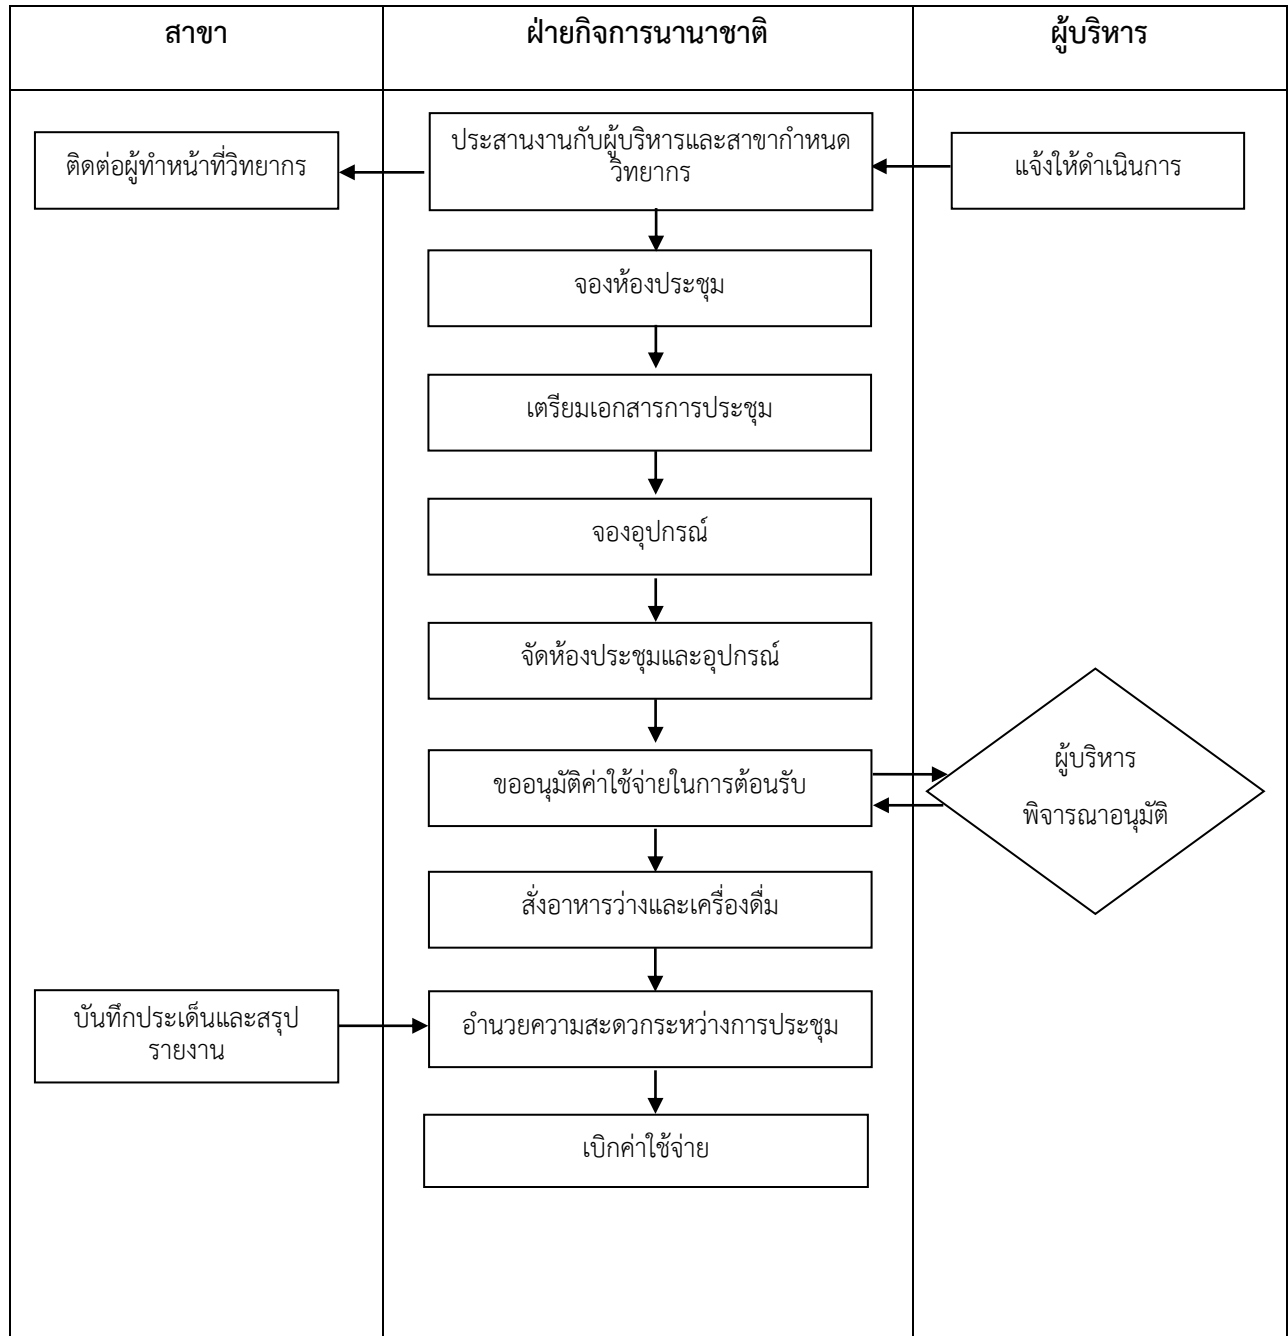 สาขา
ฝ่ายกิจการนานาชาติ
ผู้บริหาร
ติดต่อผู้ทำหน้าที่วิทยากร
ประสานงานกับผู้บริหารและสาขากำหนด
วิทยากร
แจ้งให้ดำเนินการ
จองห้องประชุม
เตรียมเอกสารการประชุม
จองอุปกรณ์
จัดห้องประชุมและอุปกรณ์
ขออนุมัติค่าใช้จ่ายในการต้อนรับ
ผู้บริหาร
พิจารณาอนุมัติ
สั่งอาหารว่างและเครื่องดื่ม
บันทึกประเด็นและสรุป
รายงาน
อำนวยความสะดวกระหว่างการประชุม
เบิกค่าใช้จ่าย